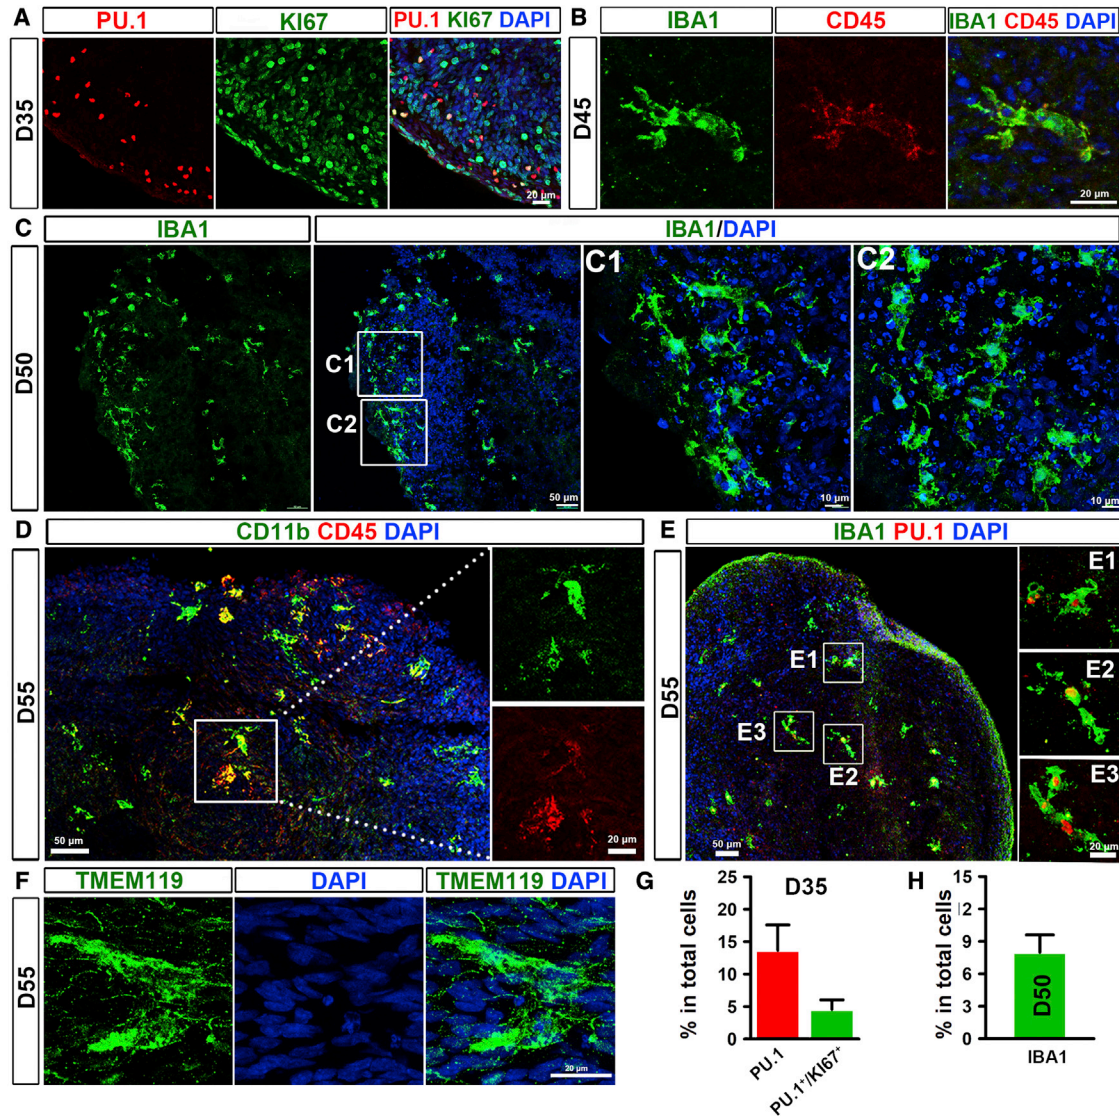 A
PU.1
KI67
PU.1 KI67 DAPI
D35
20 µm
B
IBA1
CD45
IBA1 CD45 DAPI
D45
20 µm
C
IBA1
IBA1/DAPI
D50
C1
C2
50 µm
C1
10 µm
C2
10 µm
D
CD11b CD45 DAPI
D55
50 µm
20 µm
E
IBA1 PU.1 DAPI
D55
E1
E2
E3
50 µm
E1
E2
E3
20 µm
F
TMEM119
DAPI
TMEM119 DAPI
D55
20 µm
G
D35
% in total cells
25
20
15
10
5
0
PU.1
PU.1⁺/KI67⁺
H
% in total cells
15
12
9
6
3
0
D50
IBA1